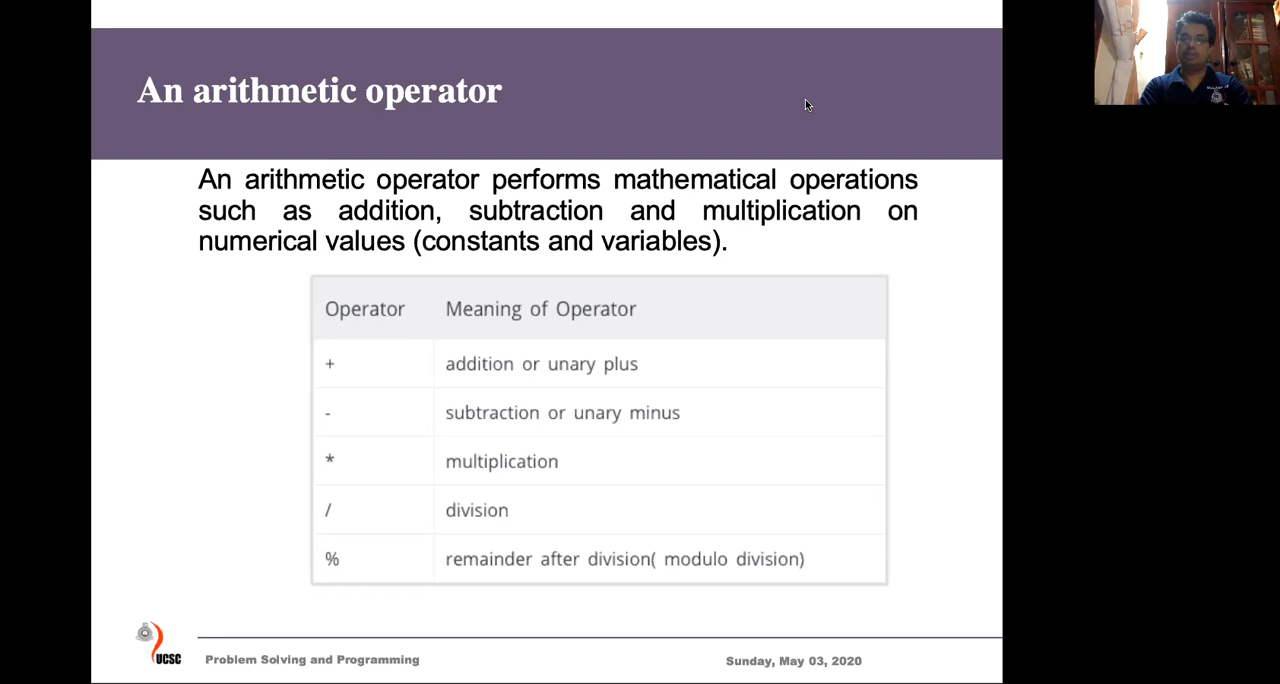 An arithmetic operator
An arithmetic operator performs mathematical operations
such as addition, subtraction and multiplication on
numerical values (constants and variables).
Operator Meaning of Operator
+ addition or unary plus
- subtraction or unary minus
* multiplication
/ division
% remainder after division( modulo division)
UCSC
Problem Solving and Programming
Sunday, May 03, 2020